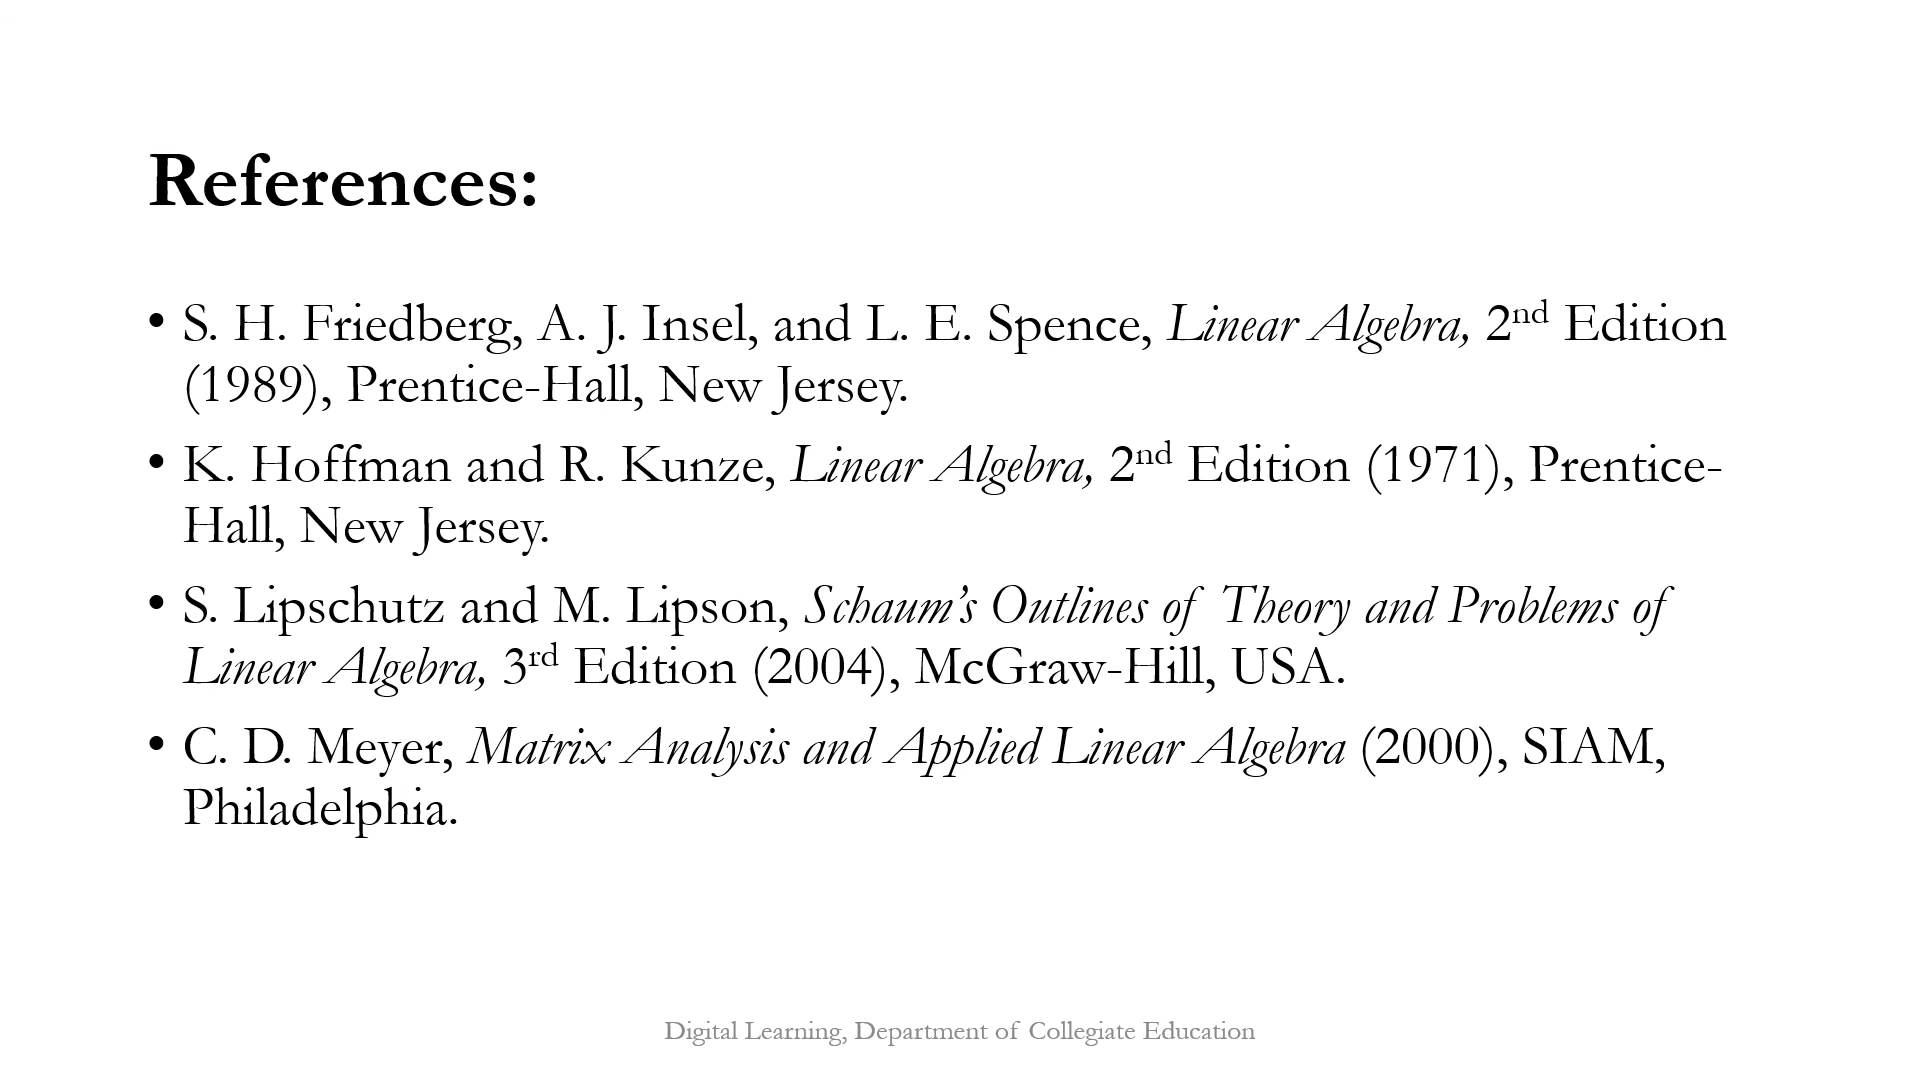 References:
• S. H. Friedberg, A. J. Insel, and L. E. Spence, Linear Algebra, 2nd Edition
(1989), Prentice-Hall, New Jersey.
• K. Hoffman and R. Kunze, Linear Algebra, 2nd Edition (1971), Prentice-
Hall, New Jersey.
• S. Lipschutz and M. Lipson, Schaum’s Outlines of Theory and Problems of
Linear Algebra, 3rd Edition (2004), McGraw-Hill, USA.
• C. D. Meyer, Matrix Analysis and Applied Linear Algebra (2000), SIAM,
Philadelphia.
Digital Learning, Department of Collegiate Education